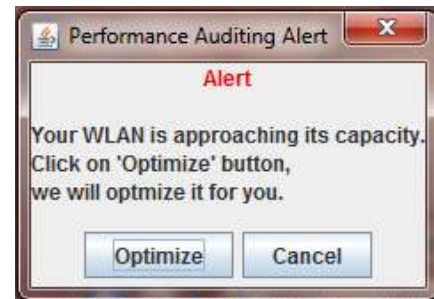 Performance Auditing Alert
Alert
Your WLAN is approaching its capacity.
Click on 'Optimize' button,
we will optmize it for you.
Optimize
Cancel